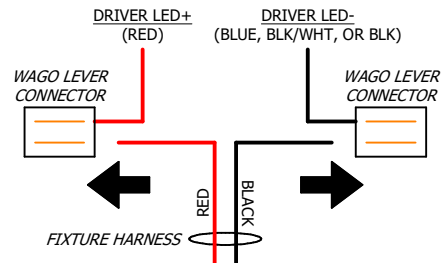 DRIVER LED+
(RED)
DRIVER LED-
(BLUE, BLK/WHT, OR BLK)
WAGO LEVER
CONNECTOR
WAGO LEVER
CONNECTOR
RED
BLACK
FIXTURE HARNESS